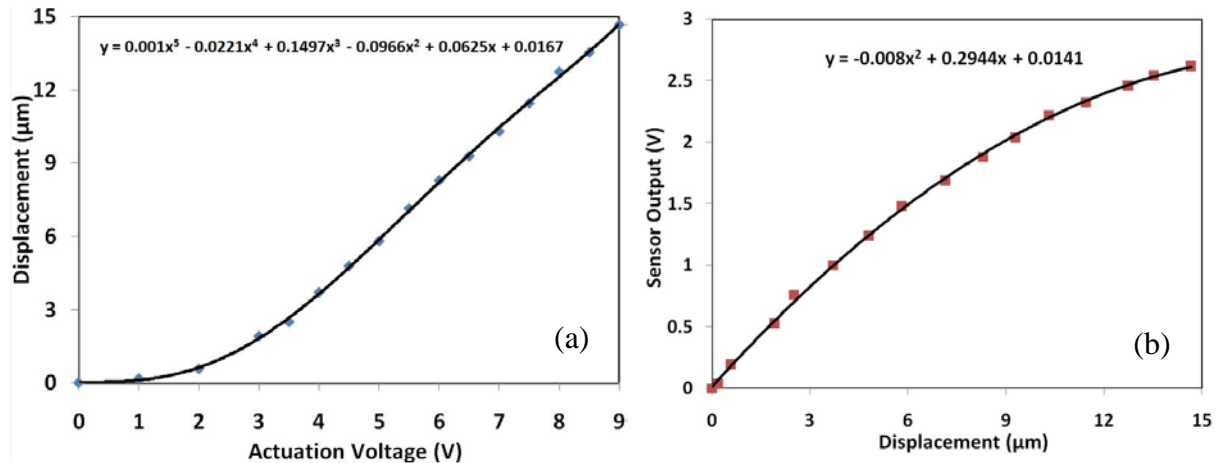 y = 0.001x⁵ - 0.0221x⁴ + 0.1497x³ - 0.0966x² + 0.0625x + 0.0167
15
12
9
6
3
0
Displacement (µm)
0 1 2 3 4 5 6 7 8 9
Actuation Voltage (V)
(a)
y = -0.008x² + 0.2944x + 0.0141
3
2.5
2
1.5
1
0.5
0
Sensor Output (V)
0 3 6 9 12 15
Displacement (µm)
(b)